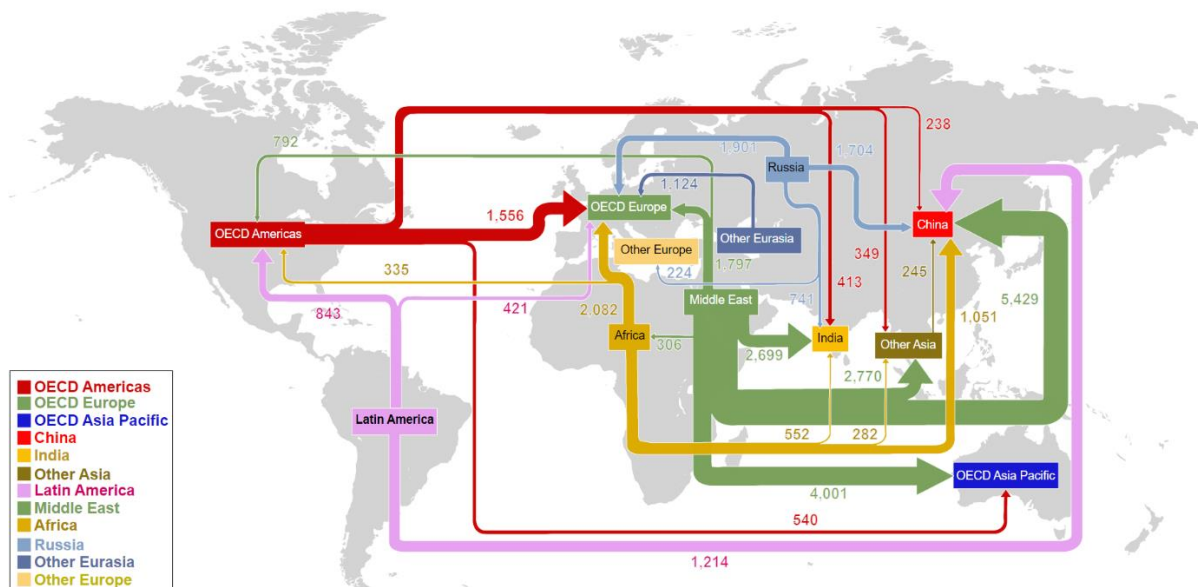 238
792
1,901
1,704
Russia
1,124
1,556
OECD Europe
OECD Americas
China
Other Eurasia
Other Europe
349
245
335
1,797
224
413
Middle East
5,429
843
421
2,082
741
1,051
Africa
306
India
Other Asia
2,699
2,770
Latin America
552
282
OECD Asia Pacific
4,001
540
1,214
OECD Americas
OECD Europe
OECD Asia Pacific
China
India
Other Asia
Latin America
Middle East
Africa
Russia
Other Eurasia
Other Europe